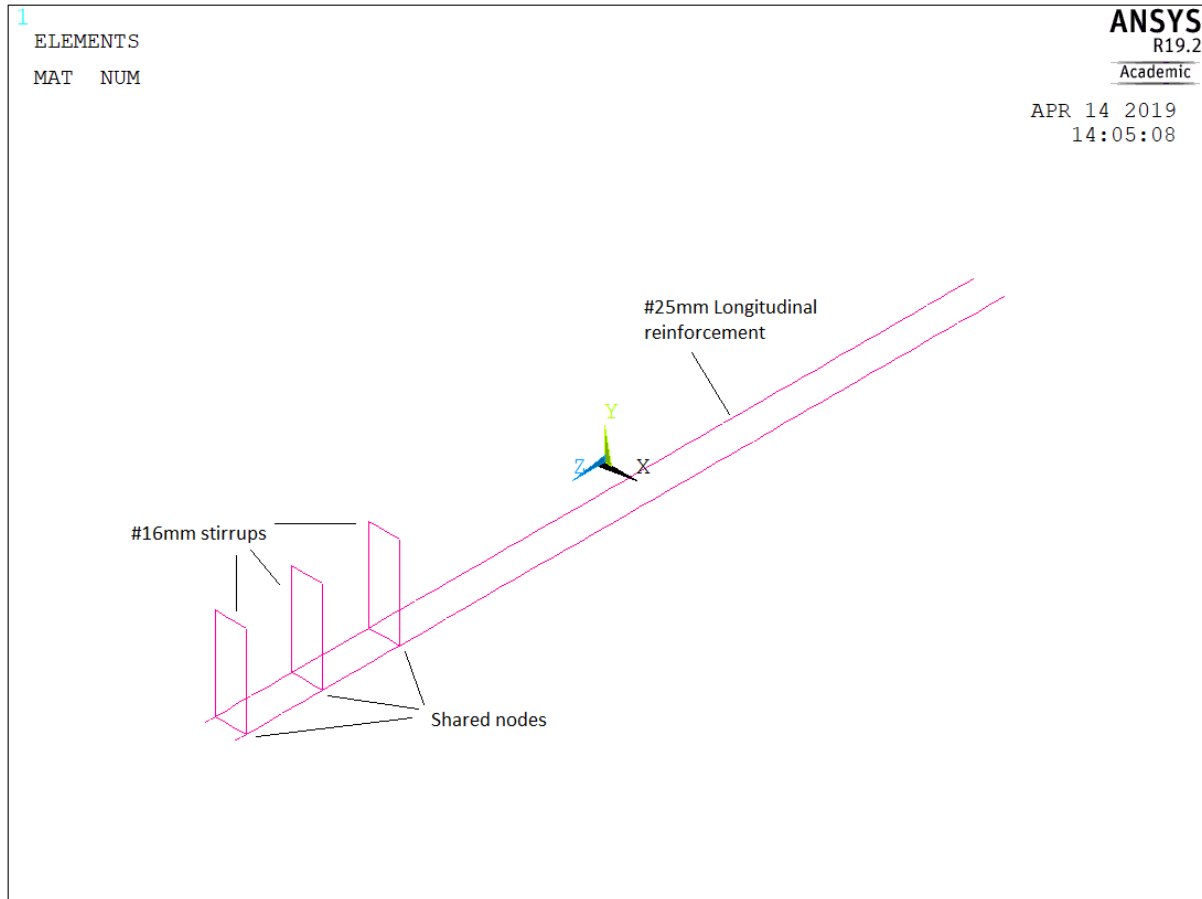 1
ELEMENTS
MAT NUM
ANSYS
R19.2
Academic
APR 14 2019
14:05:08
#25mm Longitudinal
reinforcement
Y
Z
X
#16mm stirrups
Shared nodes